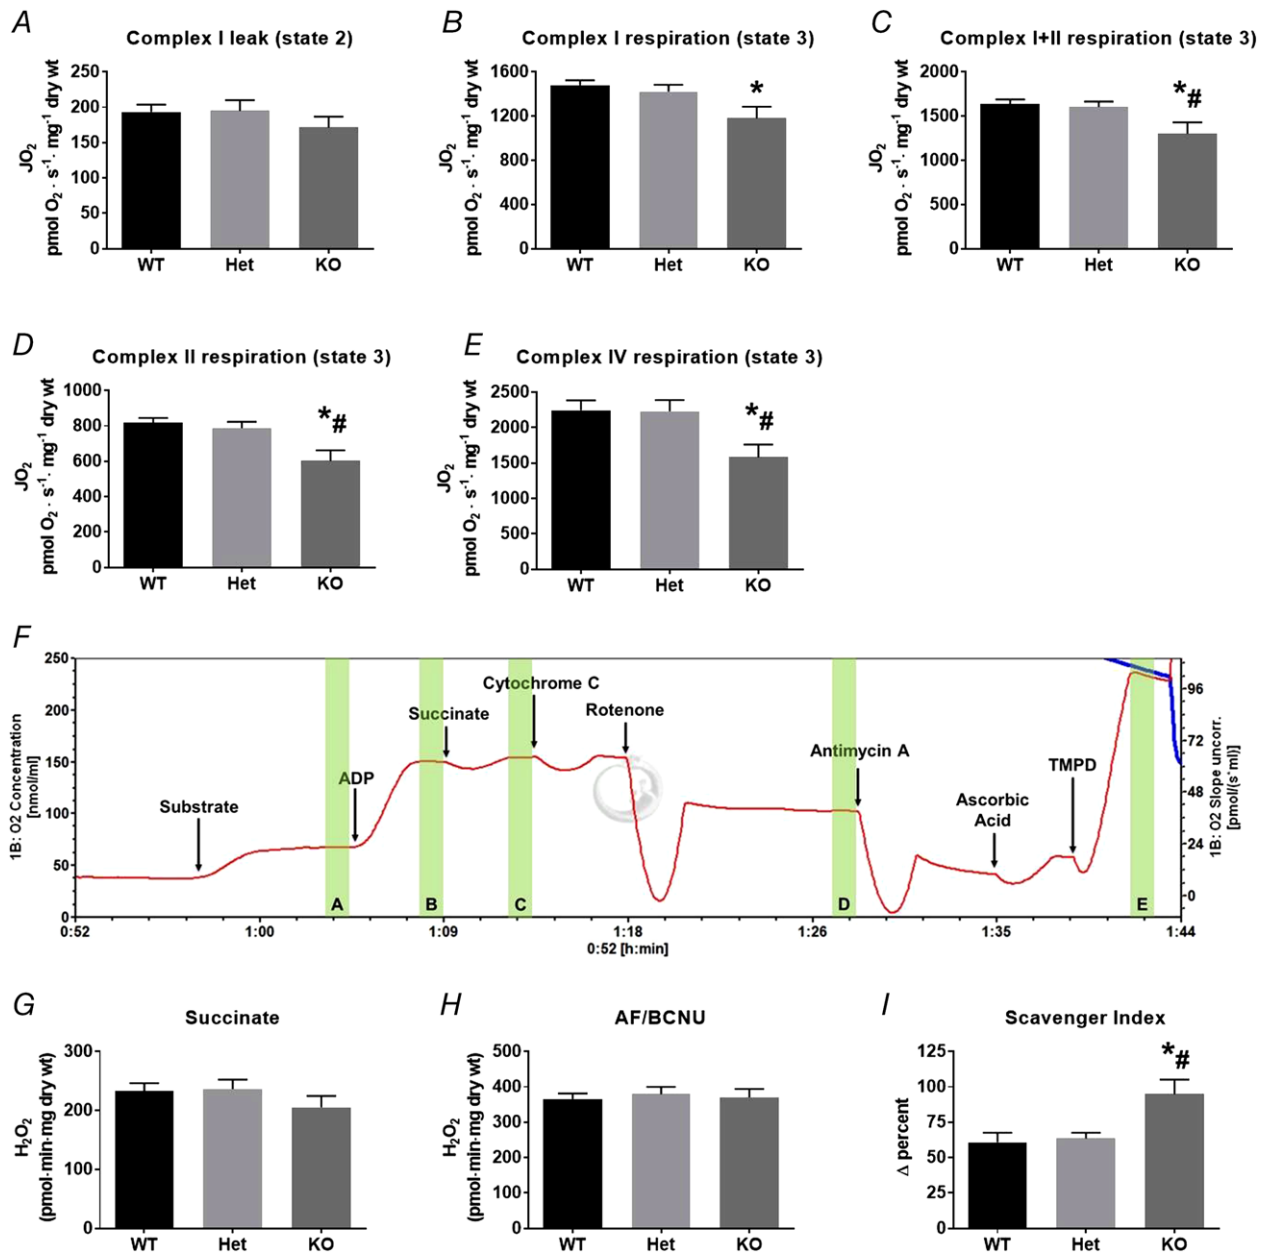 A
Complex I leak (state 2)
JO2
pmol O2 · s-1· mg-1 dry wt
250
200
150
100
50
0
WT Het KO
B
Complex I respiration (state 3)
JO2
pmol O2 · s-1· mg-1 dry wt
1600
1200
800
400
0
*
WT Het KO
C
Complex I+II respiration (state 3)
JO2
pmol O2 · s-1· mg-1 dry wt
2000
1500
1000
500
0
*#
WT Het KO
D
Complex II respiration (state 3)
JO2
pmol O2 · s-1· mg-1 dry wt
1000
800
600
400
200
0
*#
WT Het KO
E
Complex IV respiration (state 3)
JO2
pmol O2 · s-1· mg-1 dry wt
2500
2000
1500
1000
500
0
*#
WT Het KO
F
1B: O2 Concentration
[nmol/ml]
250
200
150
100
50
0
Substrate
ADP
Succinate
Cytochrome C
Rotenone
Antimycin A
Ascorbic
Acid
TMPD
A B C D E
96
72
48
24
0
1B: O2 Slope uncorr.
[pmol/(s*ml)]
0:52 1:00 1:09 1:18 1:26 1:35 1:44
0:52 [h:min]
G
Succinate
H2O2
(pmol·min·mg dry wt)
300
200
100
0
WT Het KO
H
AF/BCNU
H2O2
(pmol·min·mg dry wt)
500
400
300
200
100
0
WT Het KO
I
Scavenger Index
Δ percent
125
100
75
50
25
0
*#
WT Het KO